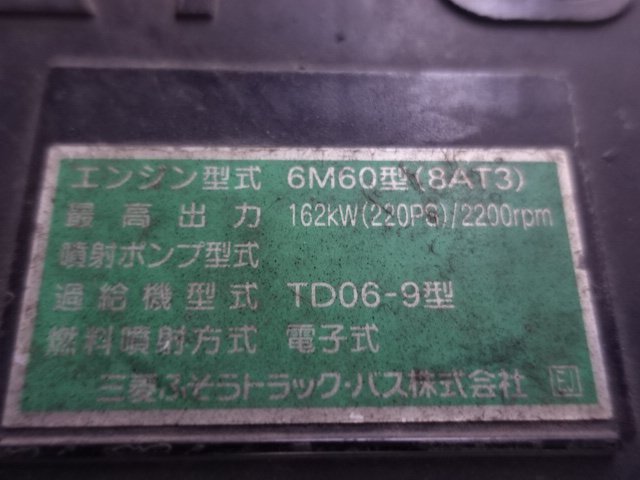 エンジン型式 6M60型(8AT3)
最高出力 162kW(220PS)/2200rpm
噴射ポンプ型式
過給機型式 TD06-9型
燃料噴射方式 電子式
三菱ふそうトラック・バス株式会社 EJ